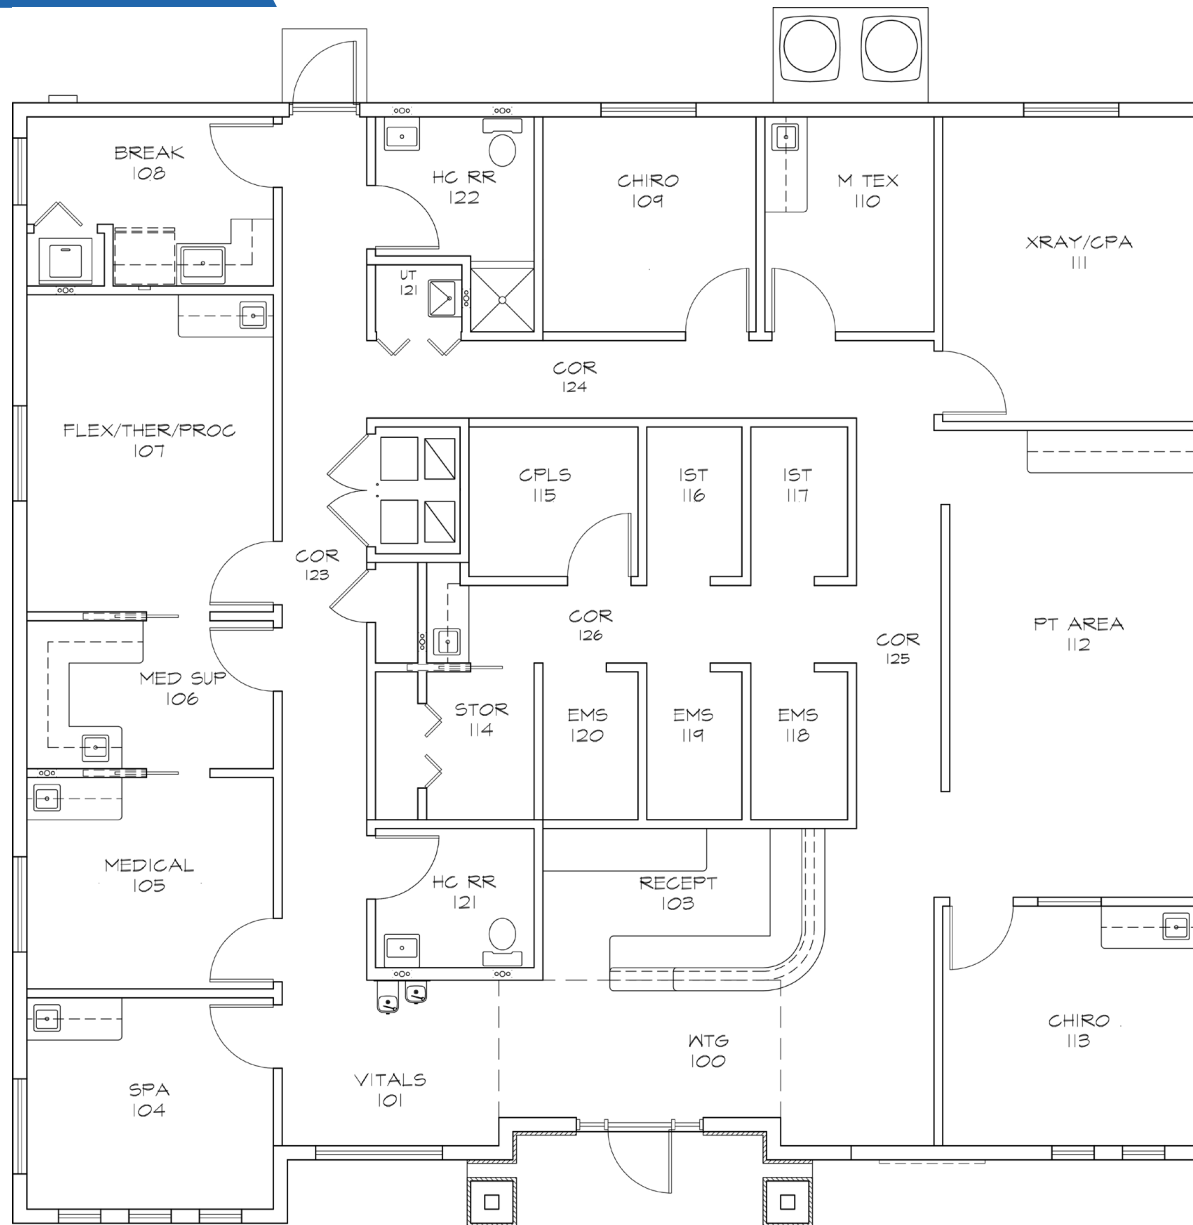 BREAK
108
HC RR
122
CHIRO
109
M TEX
110
XRAY/CPA
111
UT
121
COR
124
FLEX/THER/PROC
107
CPLS
115
IST
116
IST
117
COR
123
COR
126
COR
125
PT AREA
112
MED SUP
106
STOR
114
EMS
120
EMS
119
EMS
118
MEDICAL
105
HC RR
121
RECEPT
103
CHIRO
113
WTG
100
VITALS
101
SPA
104